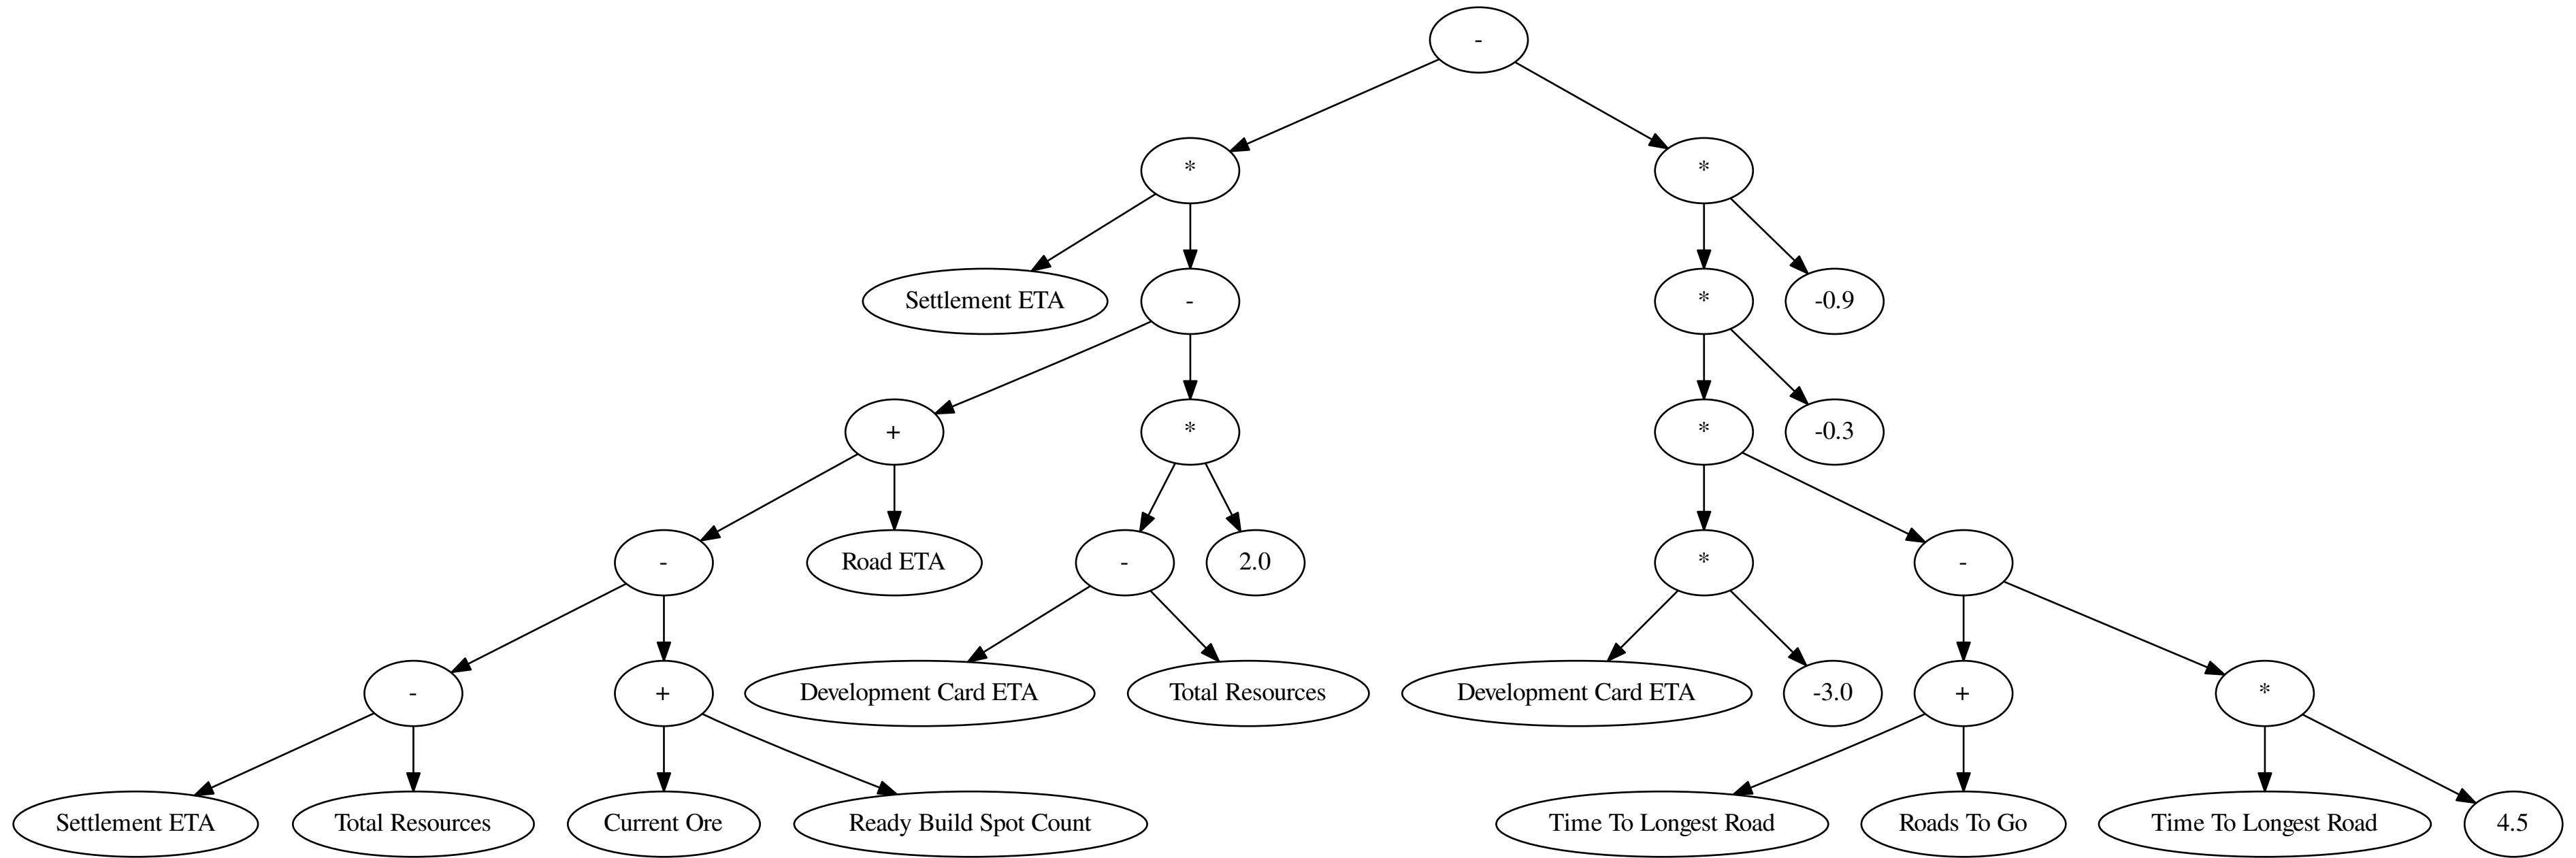 -
*
*
Settlement ETA
-
*
-0.9
+
*
*
-0.3
-
Road ETA
-
2.0
*
-
-
+
Development Card ETA
Total Resources
Development Card ETA
-3.0
+
*
Settlement ETA
Total Resources
Current Ore
Ready Build Spot Count
Time To Longest Road
Roads To Go
Time To Longest Road
4.5